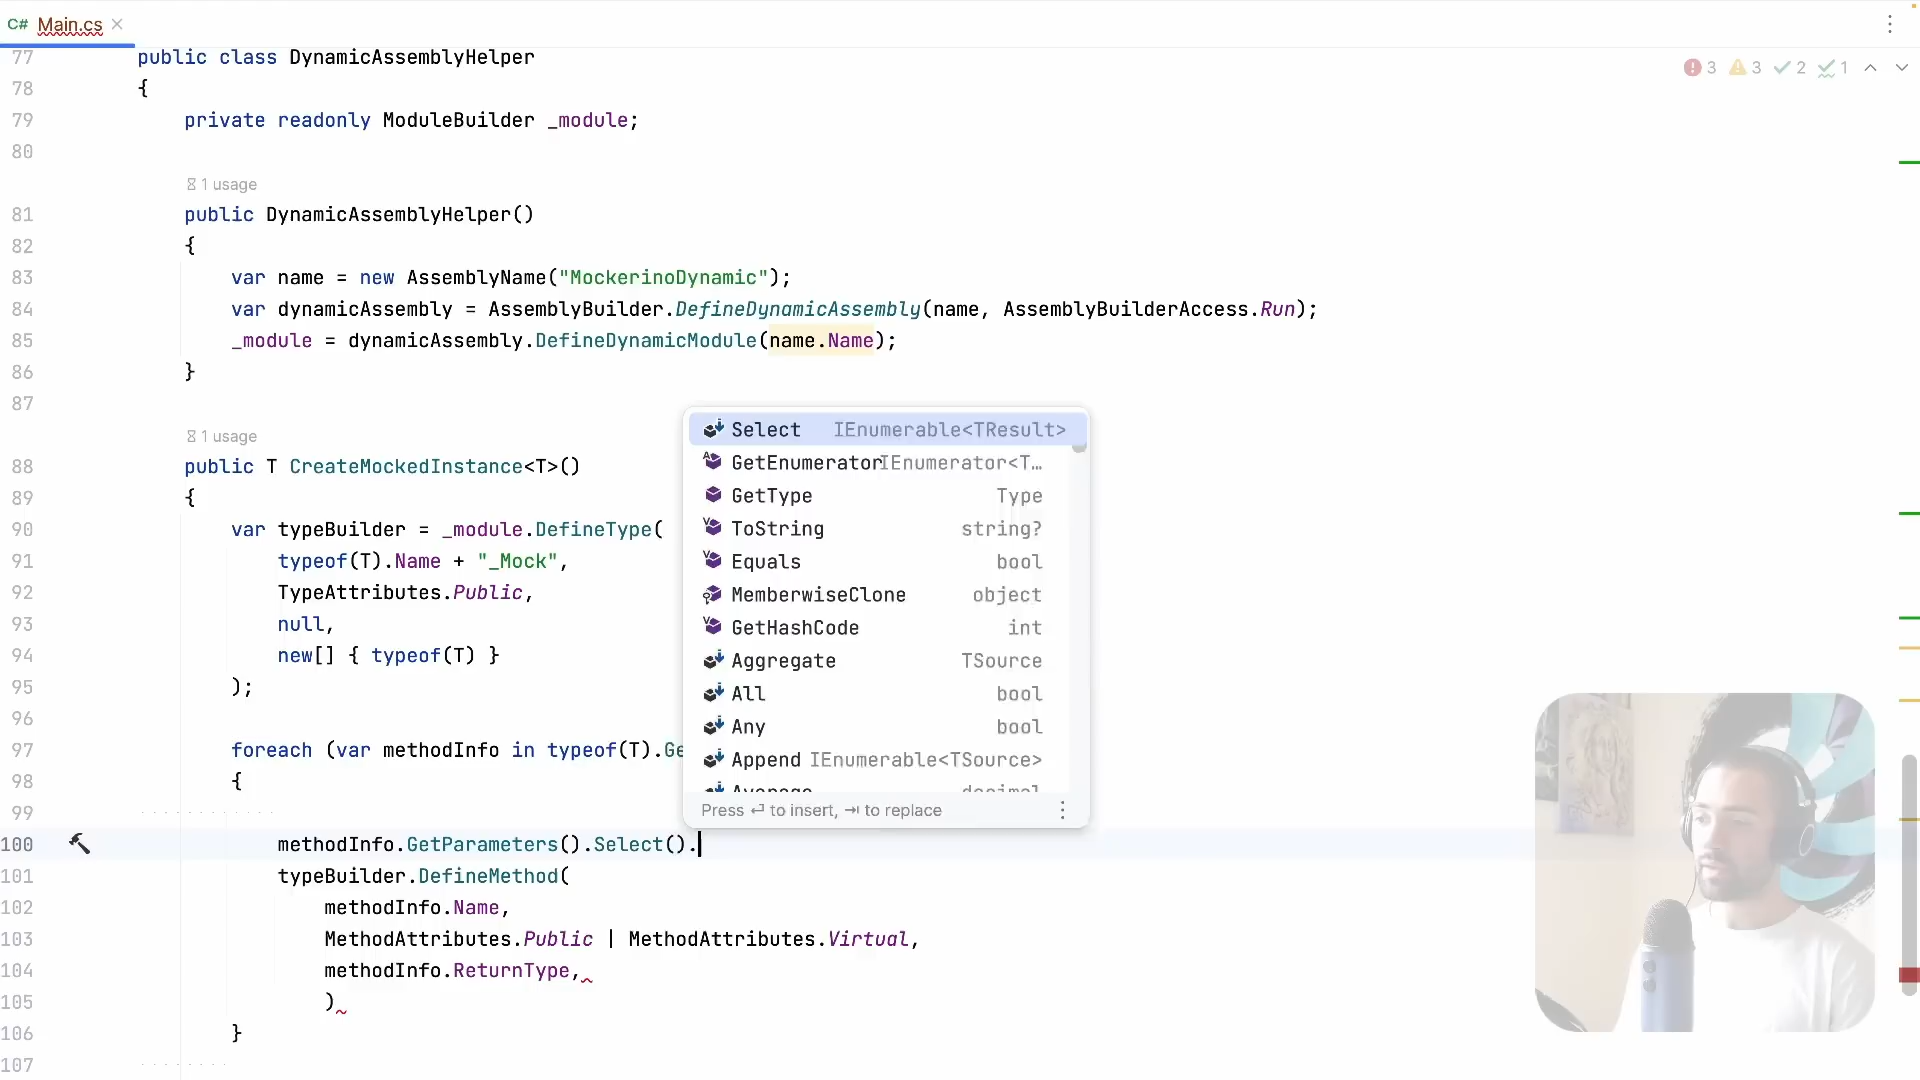 C# Main.cs
3 3 2 1
77 public class DynamicAssemblyHelper
78 {
79 private readonly ModuleBuilder _module;
80
1 usage
81 public DynamicAssemblyHelper()
82 {
83 var name = new AssemblyName("MockerinoDynamic");
84 var dynamicAssembly = AssemblyBuilder.DefineDynamicAssembly(name, AssemblyBuilderAccess.Run);
85 _module = dynamicAssembly.DefineDynamicModule(name.Name);
86 }
87
1 usage
88 public T CreateMockedInstance<T>()
89 {
90 var typeBuilder = _module.DefineType(
91 typeof(T).Name + "_Mock",
92 TypeAttributes.Public,
93 null,
94 new[] { typeof(T) }
95 );
96
97 foreach (var methodInfo in typeof(T).Ge
98 {
99
100 methodInfo.GetParameters().Select().
101 typeBuilder.DefineMethod(
102 methodInfo.Name,
103 MethodAttributes.Public | MethodAttributes.Virtual,
104 methodInfo.ReturnType,
105 )
106 }
107
Select IEnumerable<TResult>
GetEnumerator IEnumerator<T…
GetType Type
ToString string?
Equals bool
MemberwiseClone object
GetHashCode int
Aggregate TSource
All bool
Any bool
Append IEnumerable<TSource>
Average decimal
Press ↵ to insert, ⇥ to replace